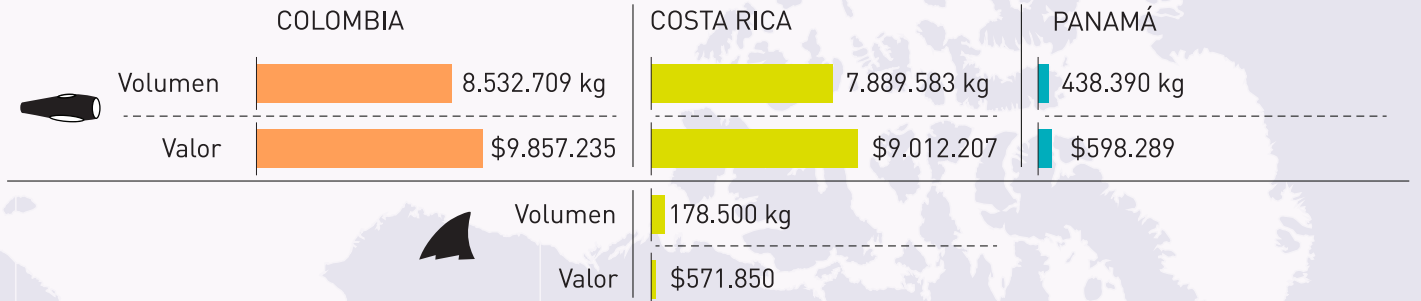 COLOMBIA COSTA RICA PANAMÁ
Volumen 8.532.709 kg 7.889.583 kg 438.390 kg
Valor $9.857.235 $9.012.207 $598.289
Volumen 178.500 kg
Valor $571.850